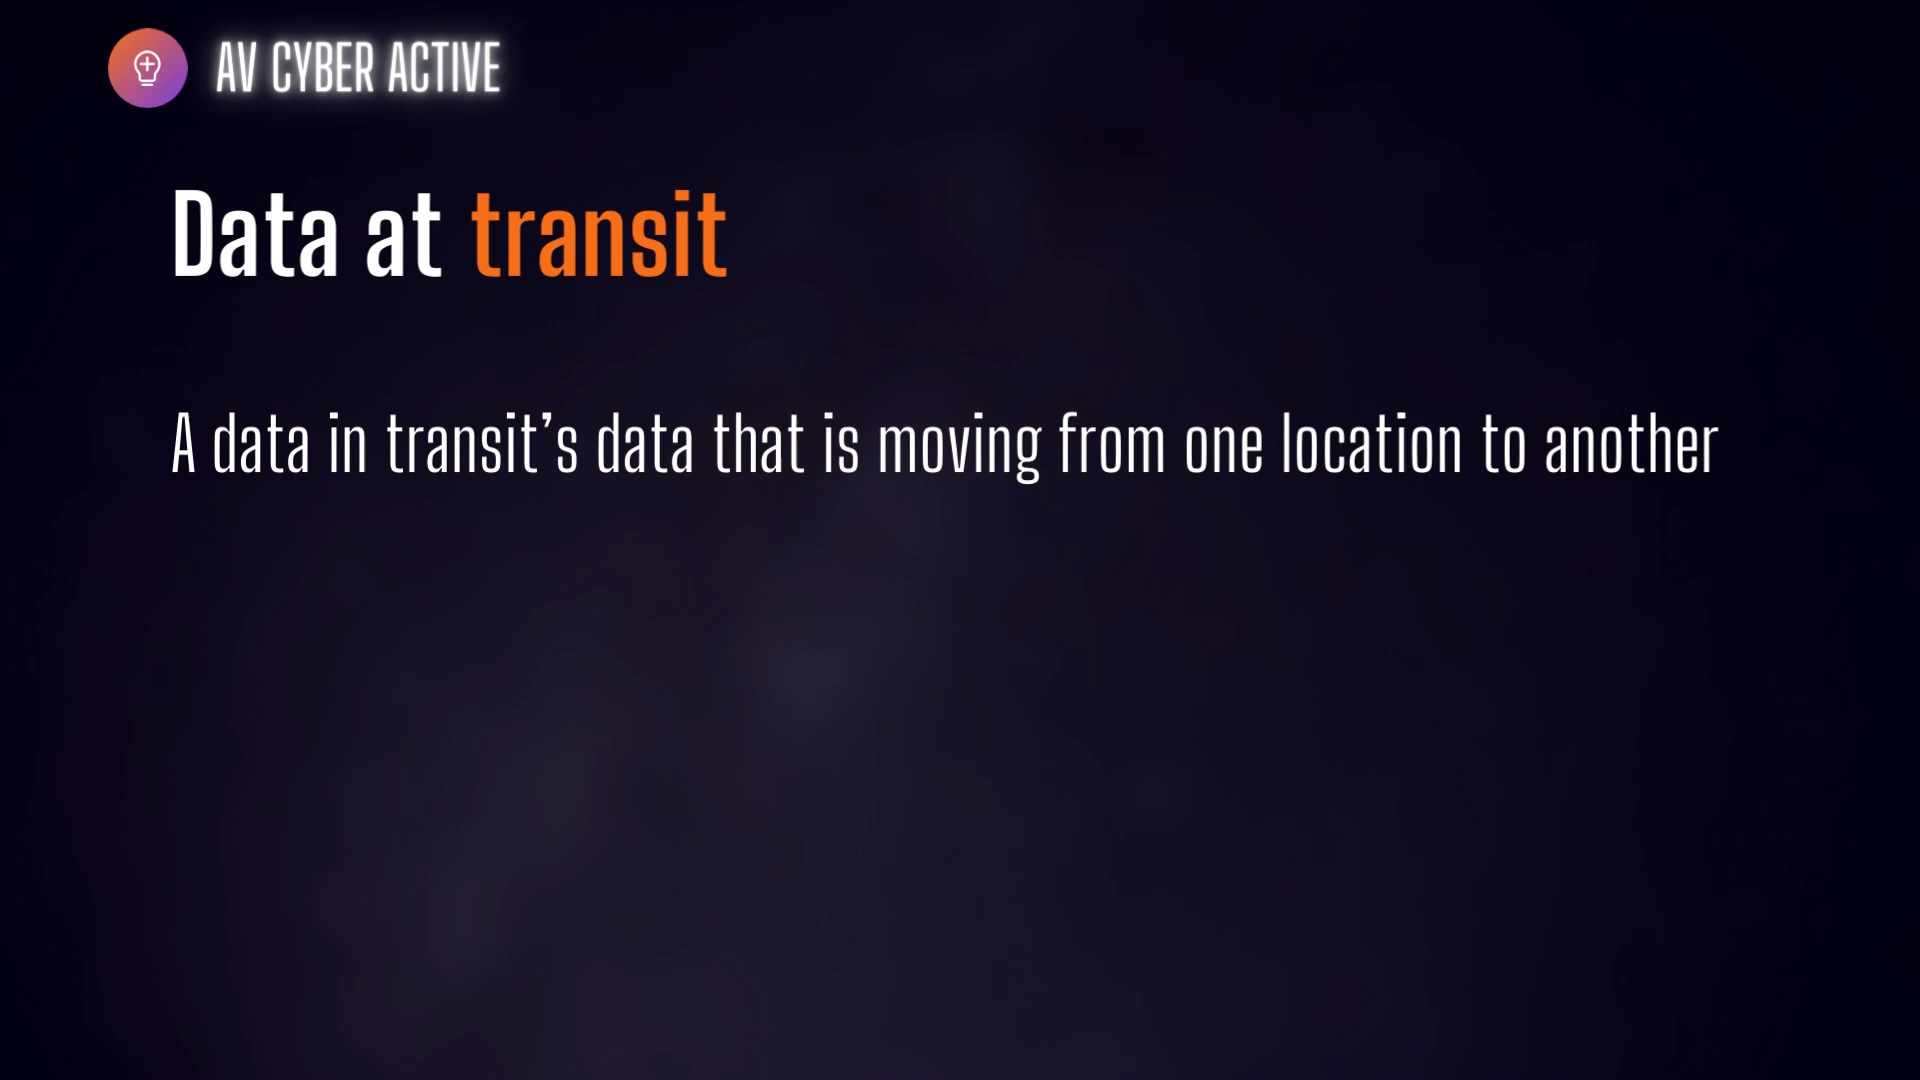 AV CYBER ACTIVE
Data at transit
A data in transit’s data that is moving from one location to another